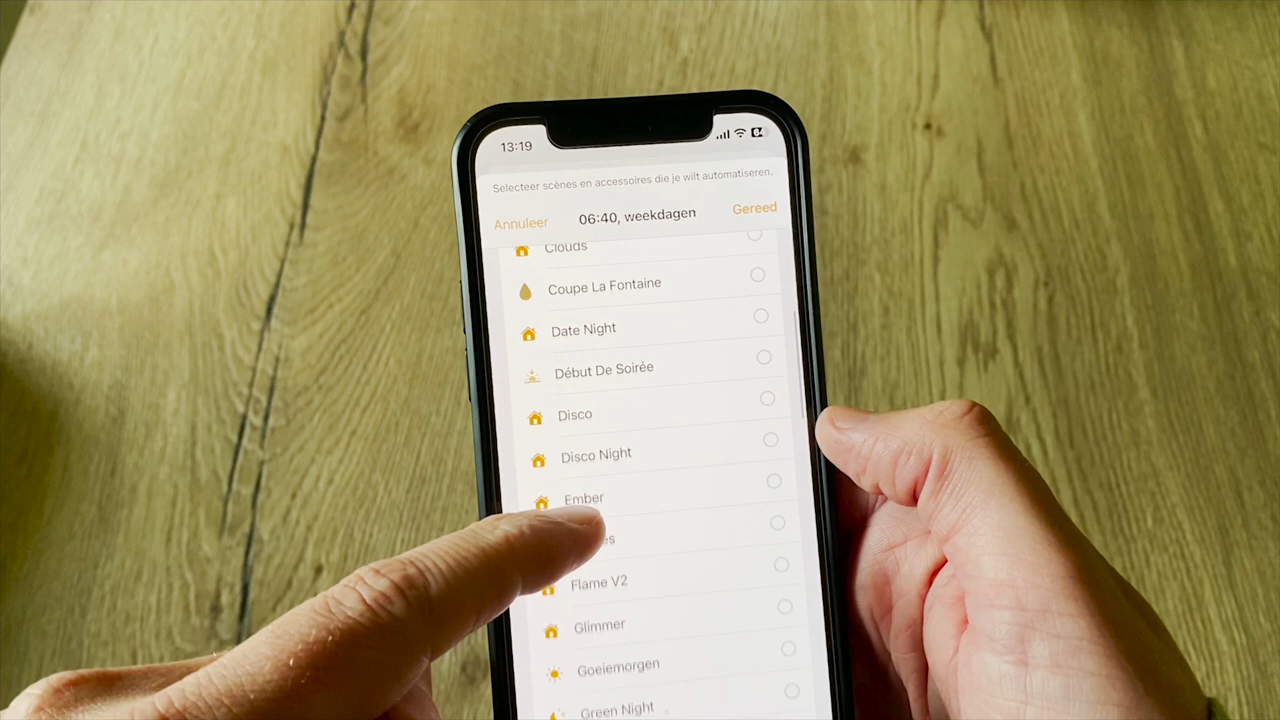 13:19
64
Selecteer scènes en accessoires die je wilt automatiseren.
Annuleer
06:40, weekdagen
Gereed
Clouds
Coupe La Fontaine
Date Night
Début De Soirée
Disco
Disco Night
Ember
Flame V2
Glimmer
Goeiemorgen
Green Night